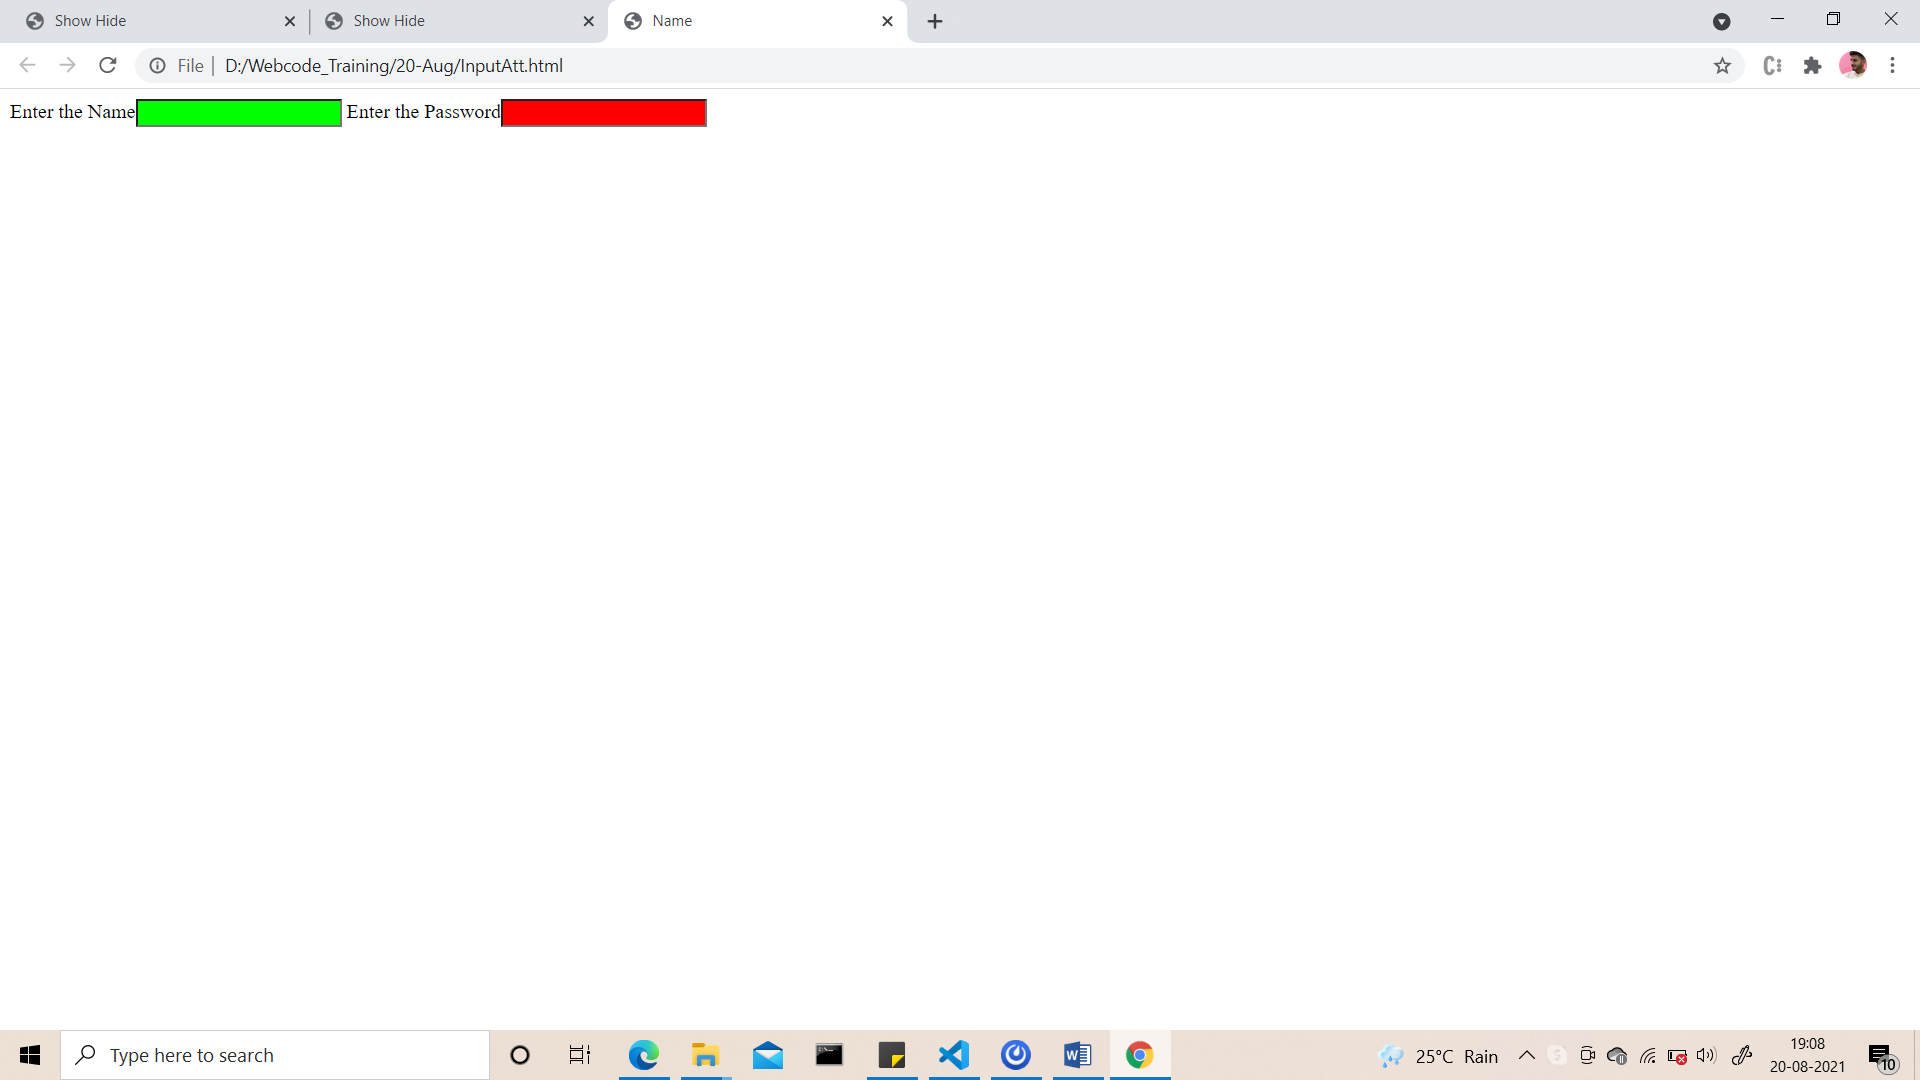 Show Hide
Show Hide
Name
File
D:/Webcode_Training/20-Aug/InputAtt.html
Enter the Name Enter the Password
Type here to search
25°C Rain
19:08
20-08-2021
10